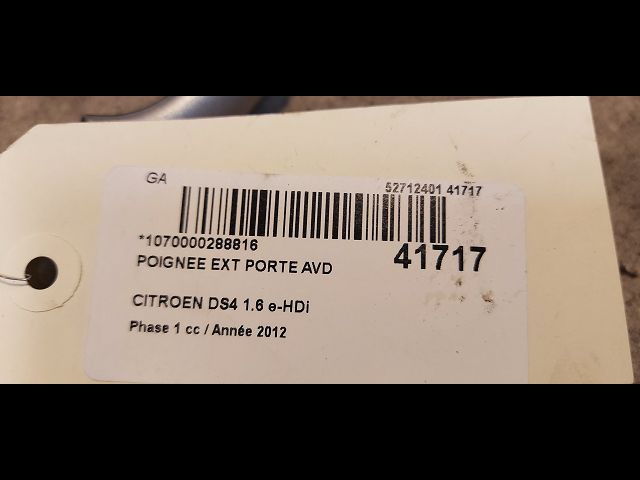 GA
52712401 41717
*1070000288816
41717
POIGNEE EXT PORTE AVD
CITROEN DS4 1.6 e-HDi
Phase 1 cc / Année 2012